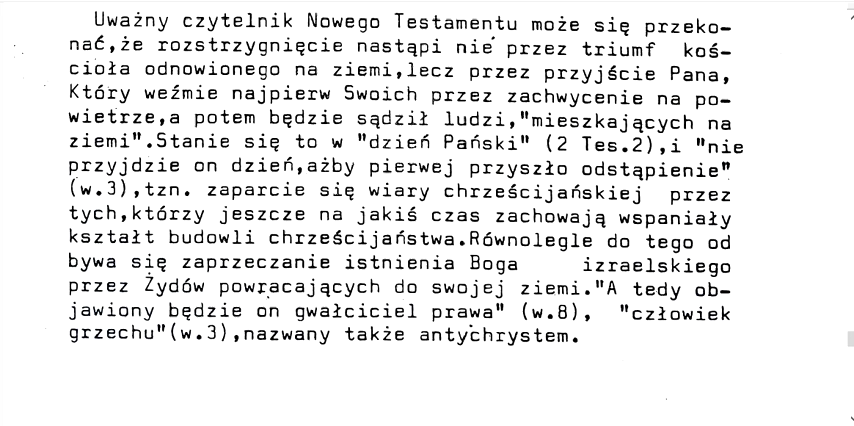 Uważny czytelnik Nowego Testamentu może się przeko-
nać,że rozstrzygnięcie nastąpi nie przez triumf koś-
cioła odnowionego na ziemi,lecz przez przyjście Pana,
Który weźmie najpierw Swoich przez zachwycenie na po-
wietrze,a potem będzie sądził ludzi,"mieszkających na
ziemi".Stanie się to w "dzień Pański" (2 Tes.2),i "nie
przyjdzie on dzień,ażby pierwej przyszło odstąpienie"
(w.3),tzn. zaparcie się wiary chrześcijańskiej przez
tych,którzy jeszcze na jakiś czas zachowają wspaniały
kształt budowli chrześcijaństwa.Równolegle do tego od
bywa się zaprzeczanie istnienia Boga izraelskiego
przez Żydów powracających do swojej ziemi."A tedy ob-
jawiony będzie on gwałciciel prawa" (w.8), "człowiek
grzechu"(w.3),nazwany także antychrystem.